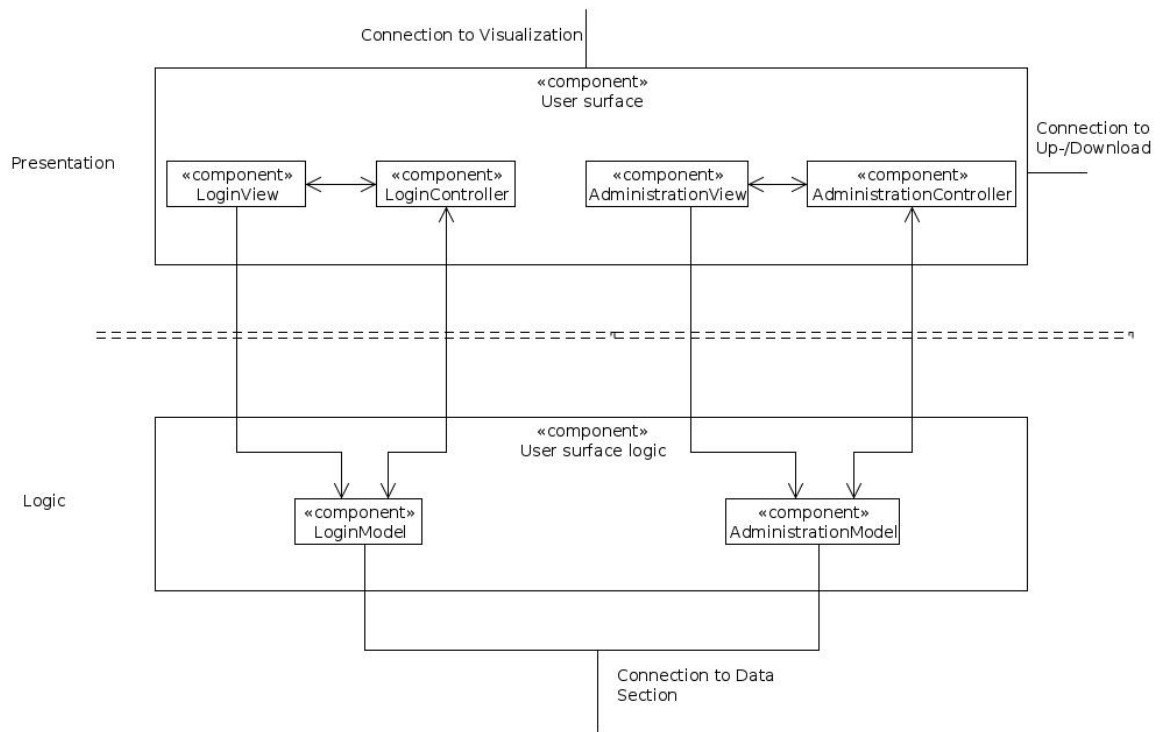 Connection to Visualization
«component»
User surface
Connection to
Up-/Download
Presentation
«component»
LoginView
«component»
LoginController
«component»
AdministrationView
«component»
AdministrationController
«component»
User surface logic
Logic
«component»
LoginModel
«component»
AdministrationModel
Connection to Data
Section